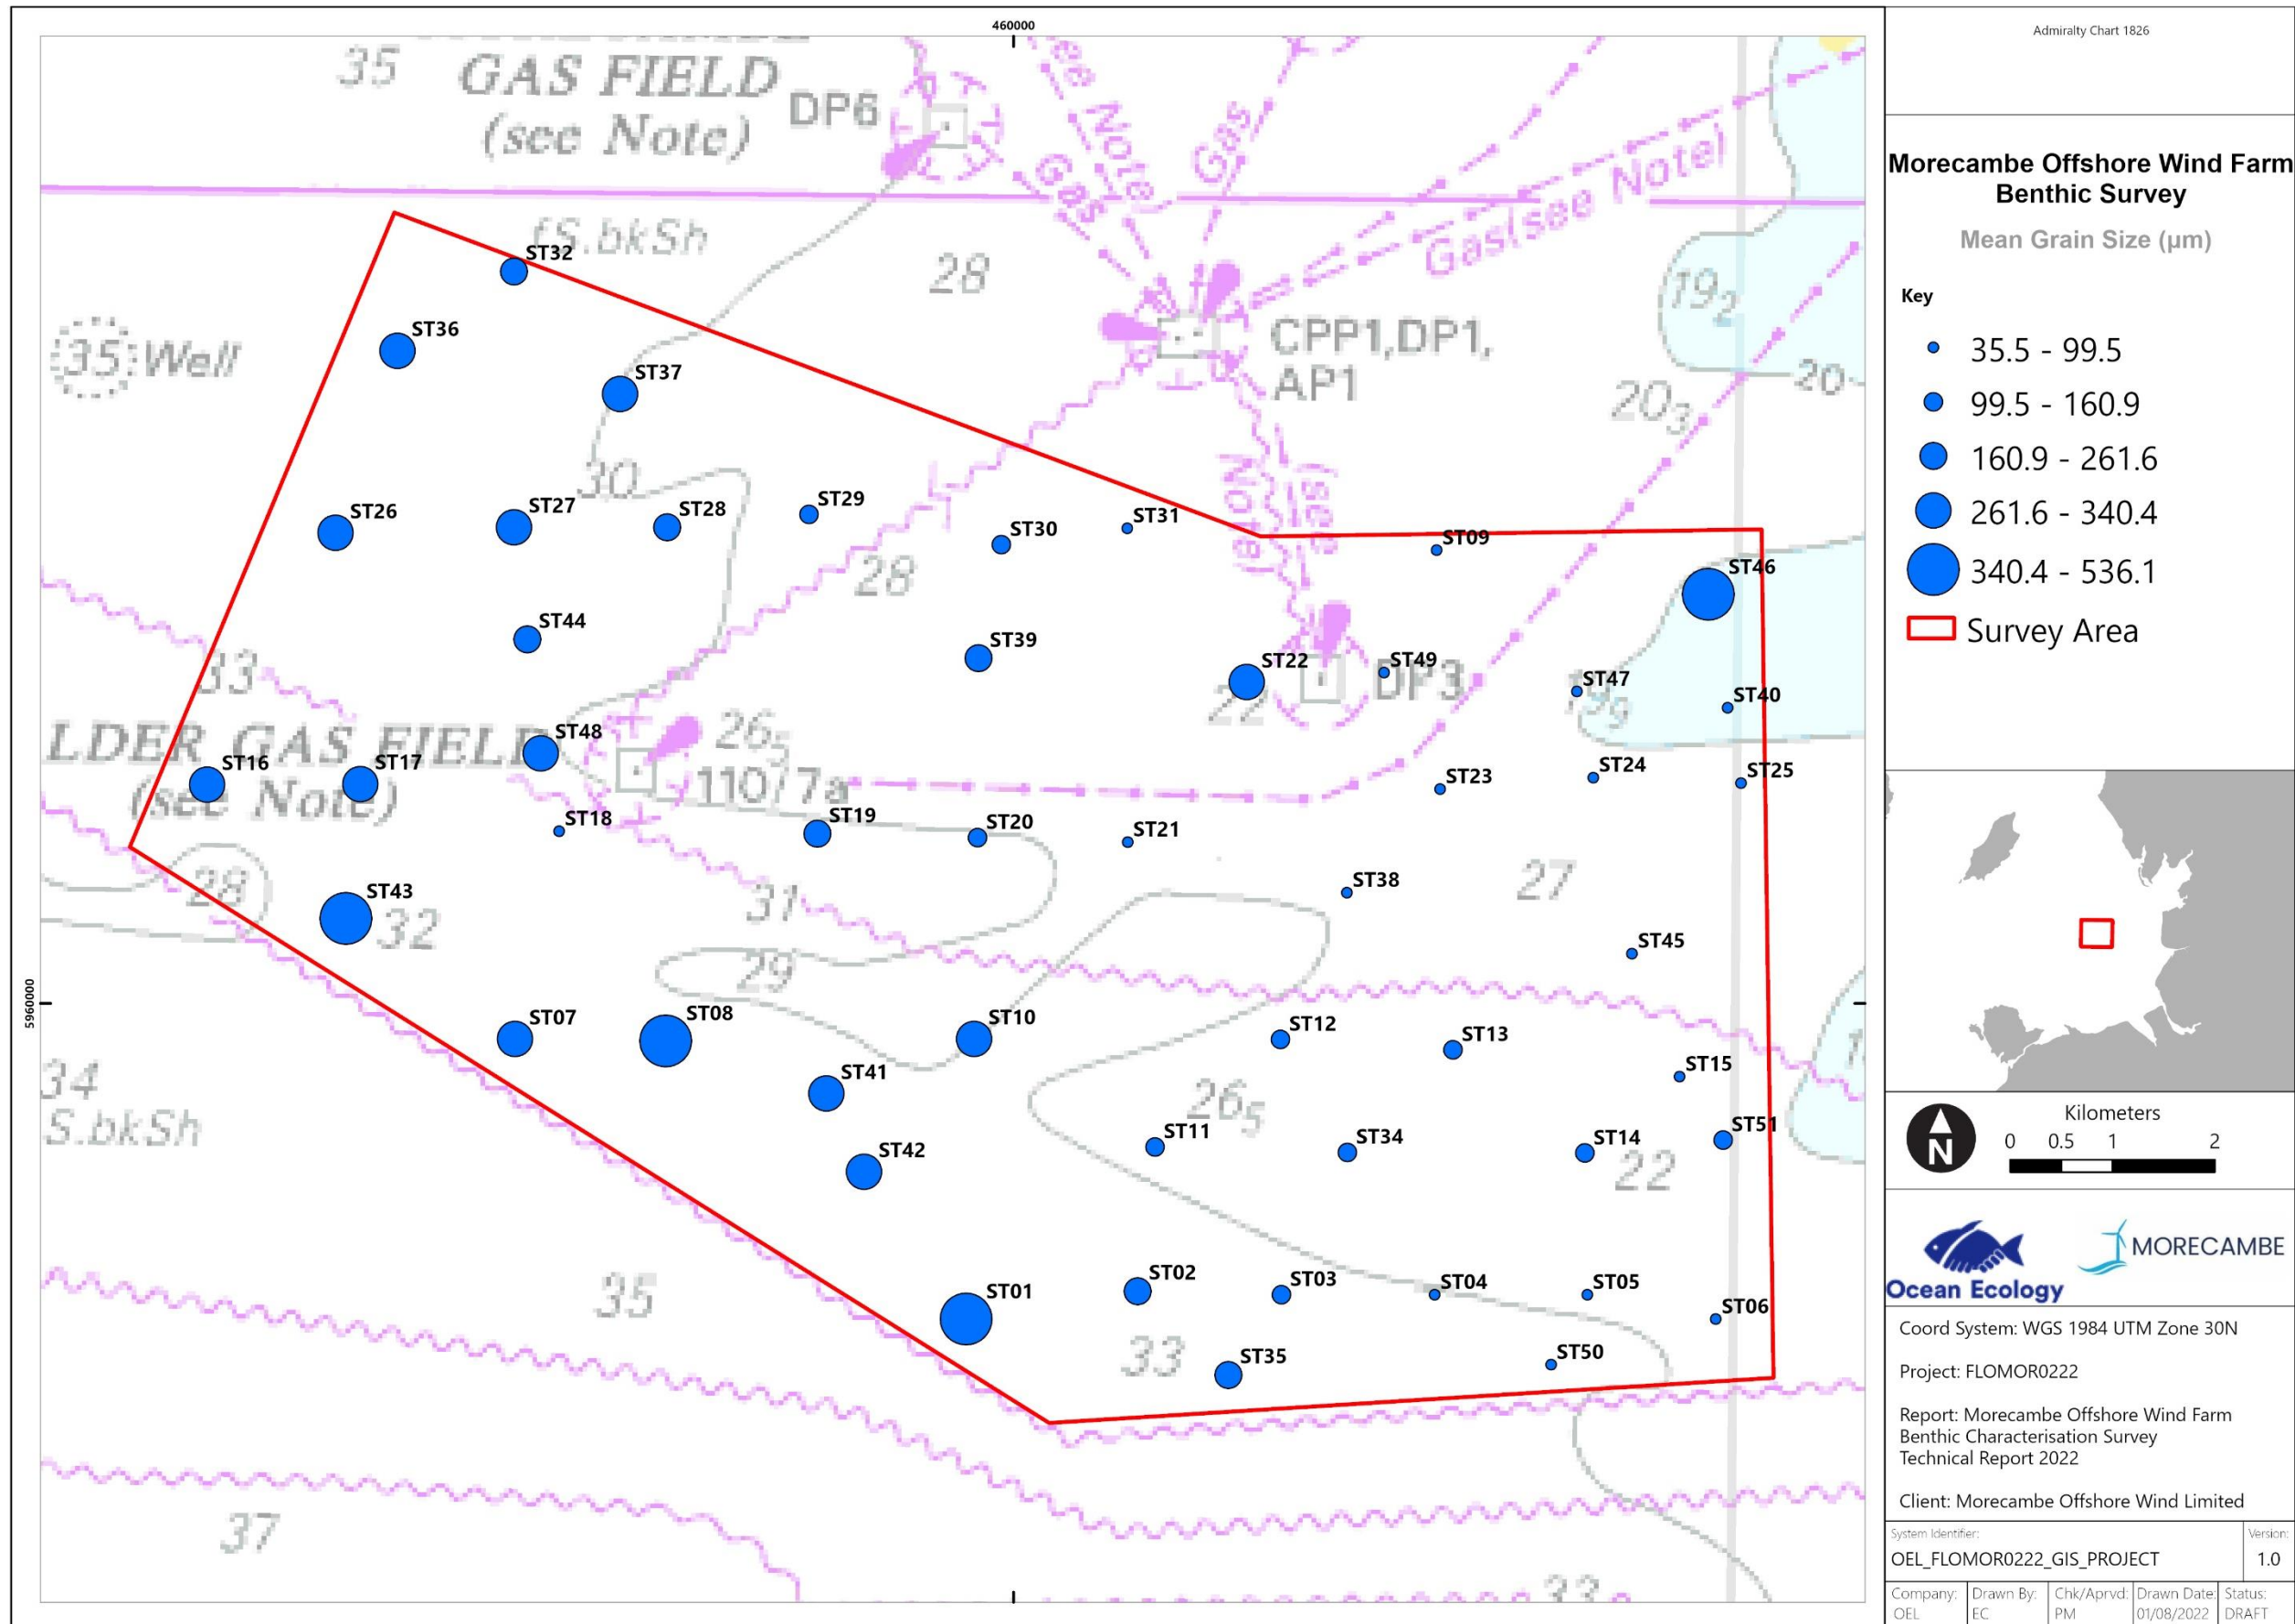 460000
5960000
35 GAS FIELD
(see Note)
DP6
Gas
see Note
Gas
Gas(see Note)
fS.bkSh
28
CPP1,DP1,
AP1
19₂
20
20₃
35 Well
30
28
33
LDER GAS FIELD
(see Note)
26₅
110/7a
22
DP3
28
32
31
29
27
34
S.bkSh
26₅
22
35
33
37
ST32
ST36
ST37
ST26
ST27
ST28
ST29
ST30
ST31
ST09
ST46
ST44
ST39
ST22
ST49
ST47
ST40
ST48
ST16
ST17
ST18
ST19
ST20
ST21
ST23
ST24
ST25
ST38
ST43
ST45
ST07
ST08
ST10
ST12
ST13
ST15
ST41
ST42
ST11
ST34
ST14
ST51
ST01
ST02
ST03
ST04
ST05
ST06
ST35
ST50
Admiralty Chart 1826
Morecambe Offshore Wind Farm
Benthic Survey
Mean Grain Size (μm)
Key
35.5 - 99.5
99.5 - 160.9
160.9 - 261.6
261.6 - 340.4
340.4 - 536.1
Survey Area
N
Kilometers
0 0.5 1 2
Ocean Ecology
MORECAMBE
Coord System: WGS 1984 UTM Zone 30N
Project: FLOMOR0222
Report: Morecambe Offshore Wind Farm
Benthic Characterisation Survey
Technical Report 2022
Client: Morecambe Offshore Wind Limited
System Identifier: Version:
OEL_FLOMOR0222_GIS_PROJECT 1.0
Company: Drawn By: Chk/Aprvd: Drawn Date: Status:
OEL EC PM 01/08/2022 DRAFT